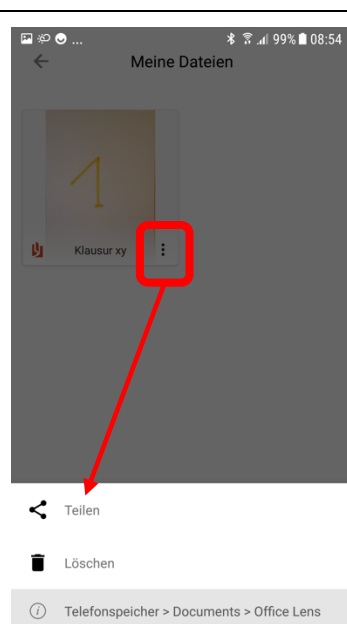 ... 99% 08:54
Meine Dateien
1
Klausur xy
Teilen
Löschen
Telefonspeicher > Documents > Office Lens